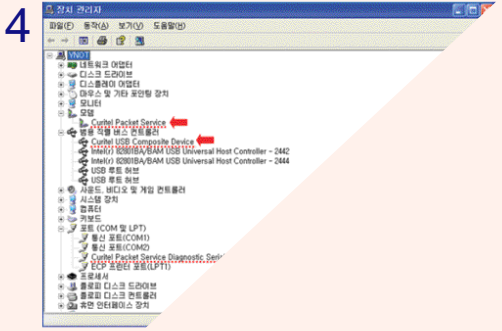 4
장치 관리자
파일(F) 동작(A) 보기(V) 도움말(H)
YNOT
네트워크 어댑터
디스크 드라이브
디스플레이 어댑터
마우스 및 기타 포인팅 장치
모니터
모뎀
Curitel Packet Service
범용 직렬 버스 컨트롤러
Curitel USB Composite Device
Intel(r) 82801BA/BAM USB Universal Host Controller - 2442
Intel(r) 82801BA/BAM USB Universal Host Controller - 2444
USB 루트 허브
USB 루트 허브
사운드, 비디오 및 게임 컨트롤러
시스템 장치
컴퓨터
키보드
포트 (COM 및 LPT)
통신 포트(COM1)
통신 포트(COM2)
Curitel Packet Service Diagnostic Seri
ECP 프린터 포트(LPT1)
프로세서
플로피 디스크 드라이브
플로피 디스크 컨트롤러
휴먼 인터페이스 장치